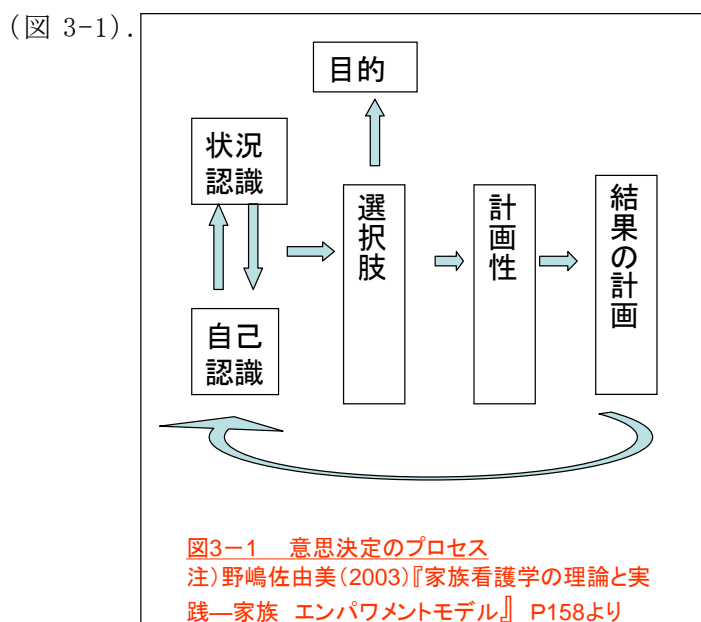 (図 3-1).
目的
状況
認識
選択肢
計画性
結果の計画
自己
認識
図3－1　意思決定のプロセス
注)野嶋佐由美(2003)『家族看護学の理論と実
践―家族 エンパワメントモデル』 P158より